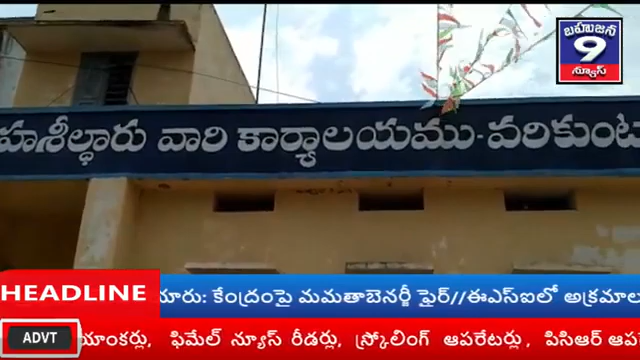 బహుజన్
9
న్యూస్
హశీల్ధారు వారి కార్యాలయము-వరికుంట
HEADLINE
యారు: కేంద్రంపై మమతాబెనర్జీ ఫైర్//ఈఎస్ఐలో అక్రమాల
ADVT
యాంకర్లు, ఫిమేల్ న్యూస్ రీడర్లు, స్క్రోలింగ్ ఆపరేటర్లు, పిసిఆర్ ఆప